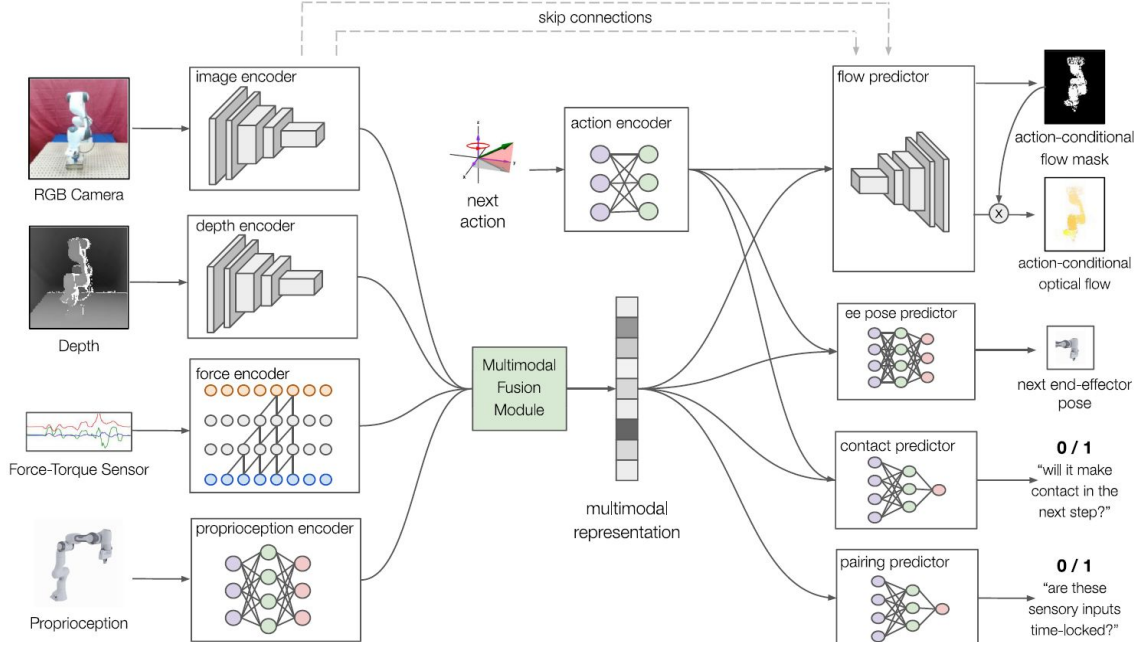 skip connections
image encoder
RGB Camera
depth encoder
Depth
force encoder
Force-Torque Sensor
proprioception encoder
Proprioception
next
action
action encoder
Multimodal
Fusion
Module
multimodal
representation
flow predictor
action-conditional
flow mask
x
action-conditional
optical flow
ee pose predictor
next end-effector
pose
contact predictor
0 / 1
“will it make
contact in the
next step?”
pairing predictor
0 / 1
“are these
sensory inputs
time-locked?”